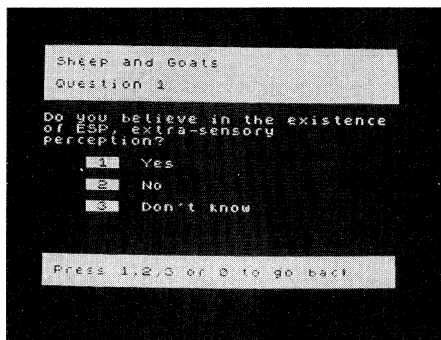 Sheep and Goats
Question 1
Do you believe in the existence
of ESP, extra-sensory
perception?
1 Yes
2 No
3 Don't know
Press 1,2,3 or 0 to go back